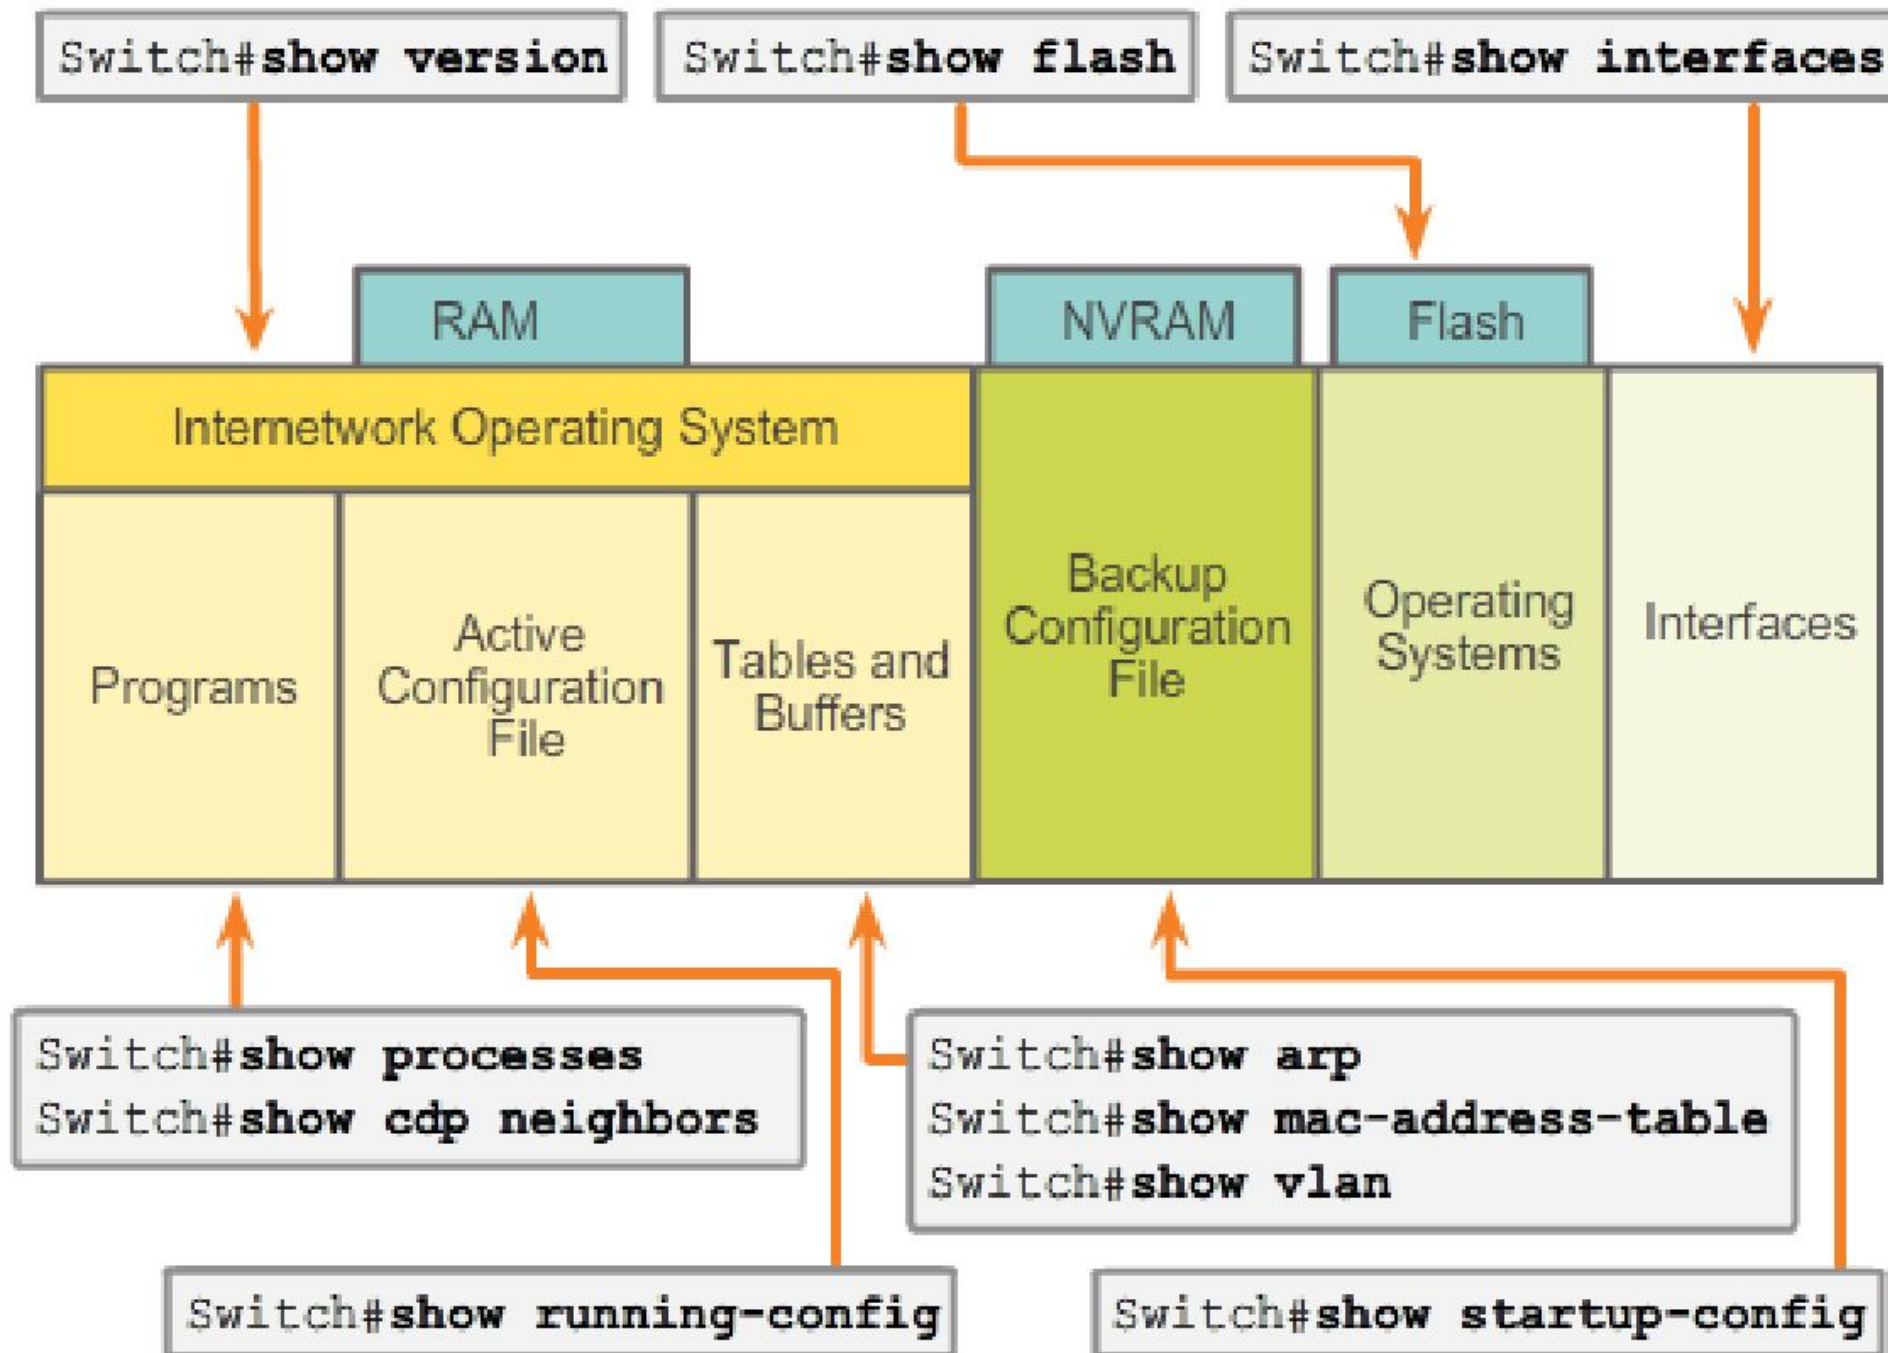 Switch#show version
Switch#show flash
Switch#show interfaces
RAM
NVRAM
Flash
Internetwork Operating System
Programs
Active
Configuration
File
Tables and
Buffers
Backup
Configuration
File
Operating
Systems
Interfaces
Switch#show processes
Switch#show cdp neighbors
Switch#show arp
Switch#show mac-address-table
Switch#show vlan
Switch#show running-config
Switch#show startup-config